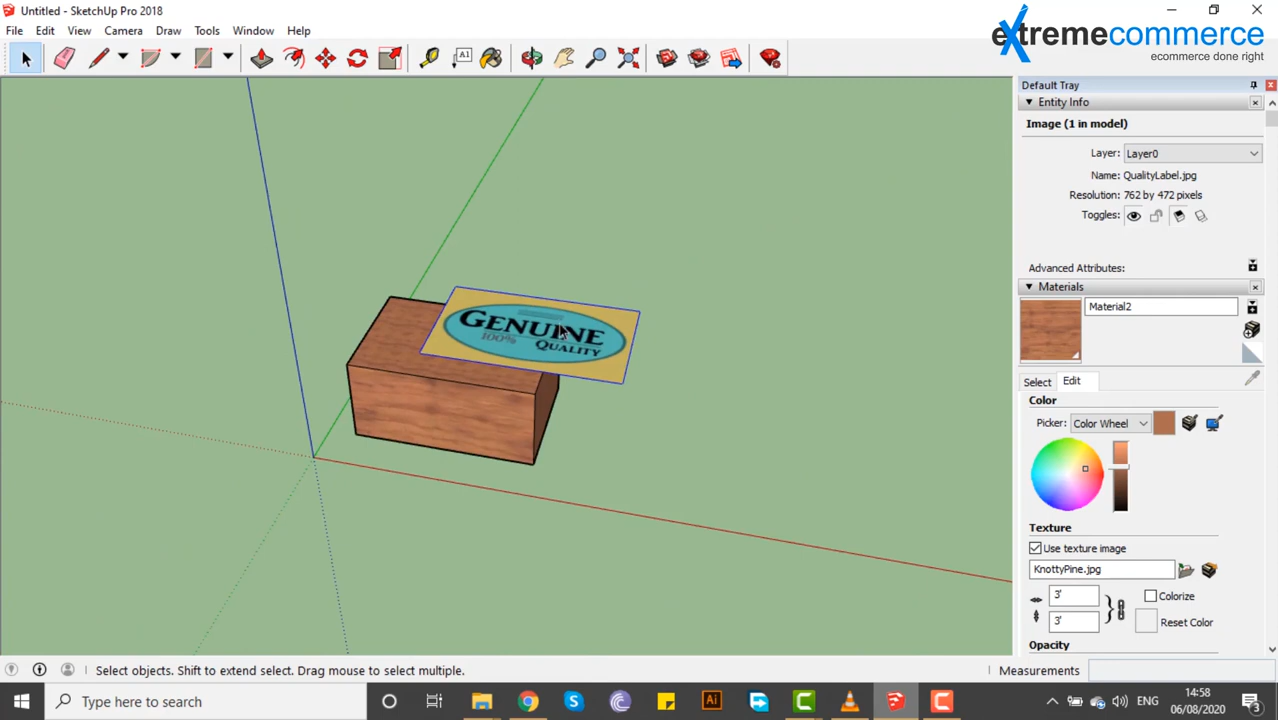 Untitled - SketchUp Pro 2018
File Edit View Camera Draw Tools Window Help
extremecommerce
ecommerce done right
A1
Default Tray
Entity Info
Image (1 in model)
Layer: Layer0
Name: QualityLabel.jpg
Resolution: 762 by 472 pixels
Toggles:
Advanced Attributes:
Materials
Material2
Select Edit
Color
Picker: Color Wheel
Texture
Use texture image
KnottyPine.jpg
3'
Colorize
3'
Reset Color
Opacity
GENUINE
100% QUALITY
Select objects. Shift to extend select. Drag mouse to select multiple.
Measurements
Type here to search
Ai
ENG
14:58
06/08/2020
3